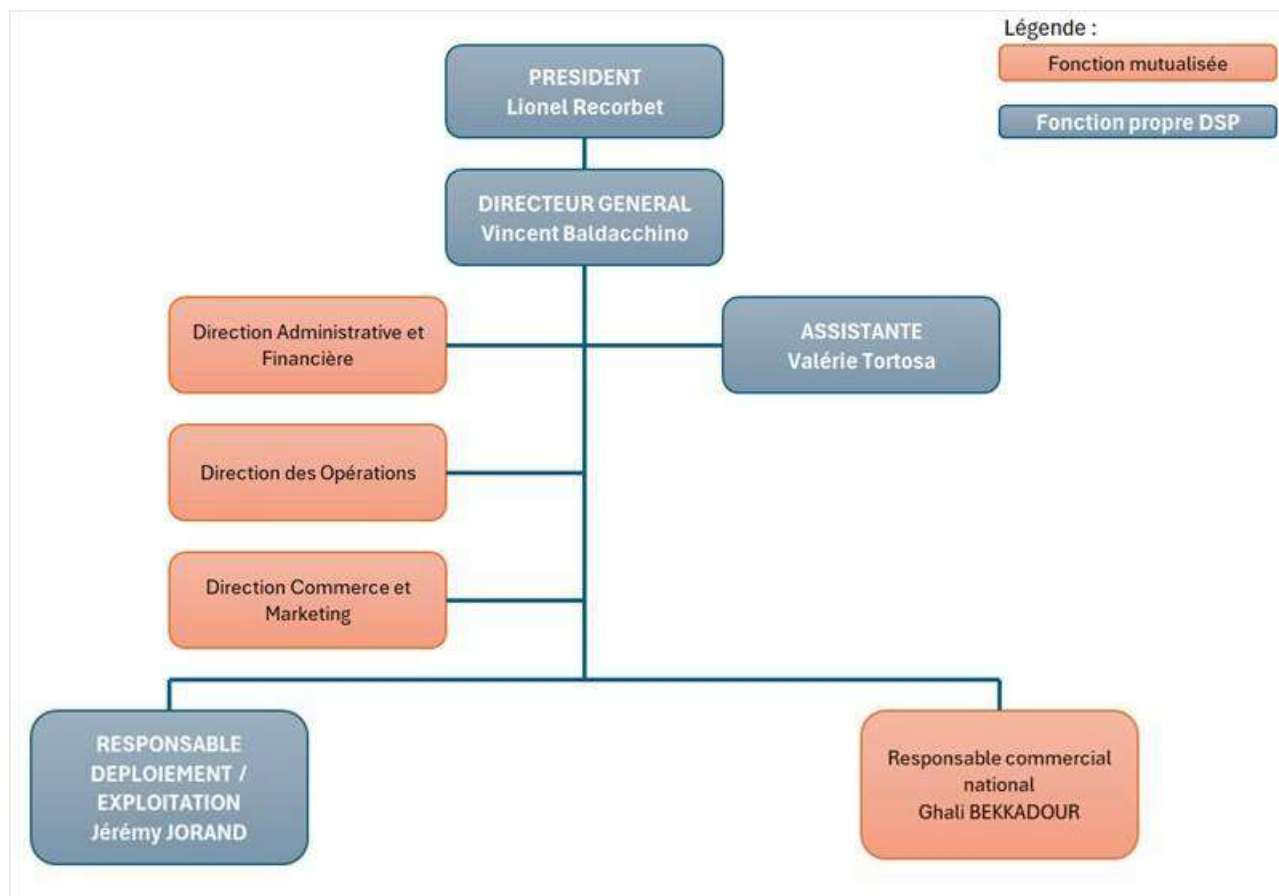 Légende :
Fonction mutualisée
Fonction propre DSP
PRESIDENT
Lionel Recorbet
DIRECTEUR GENERAL
Vincent Baldacchino
Direction Administrative et
Financière
ASSISTANTE
Valérie Tortosa
Direction des Opérations
Direction Commerce et
Marketing
RESPONSABLE
DEPLOIEMENT /
EXPLOITATION
Jérémy JORAND
Responsable commercial
national
Ghali BEKKADOUR